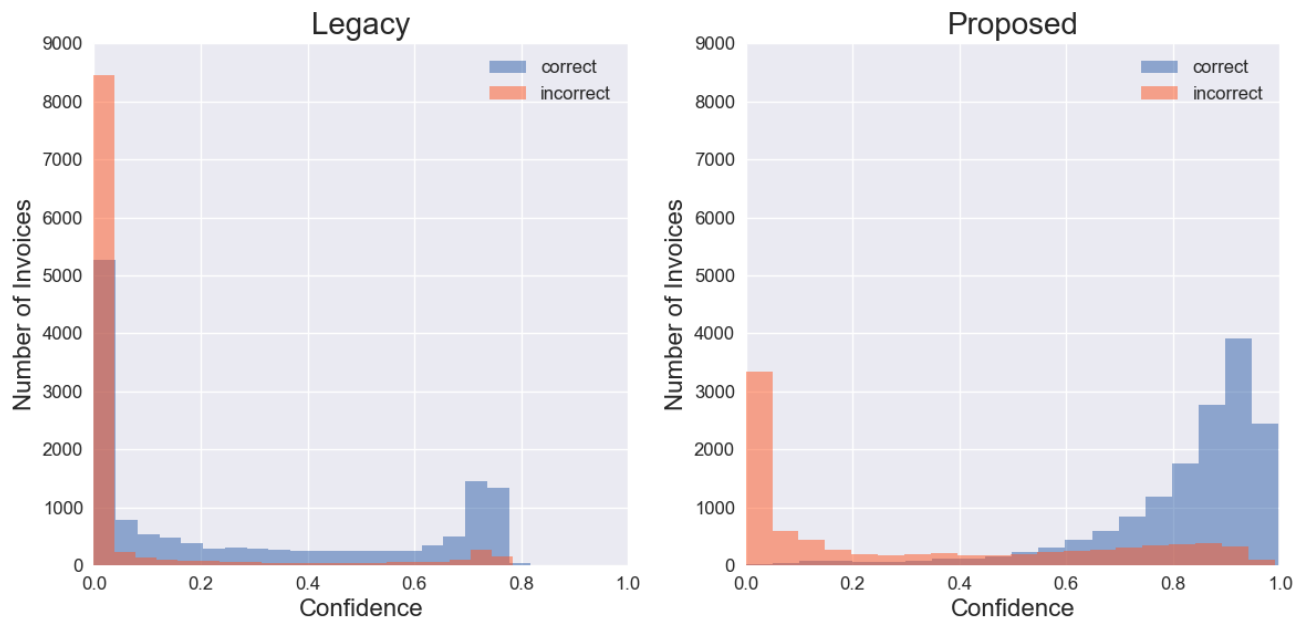 Legacy
9000
8000
7000
6000
5000
4000
3000
2000
1000
0
Number of Invoices
correct
incorrect
0.0 0.2 0.4 0.6 0.8 1.0
Confidence
Proposed
9000
8000
7000
6000
5000
4000
3000
2000
1000
0
Number of Invoices
correct
incorrect
0.0 0.2 0.4 0.6 0.8 1.0
Confidence